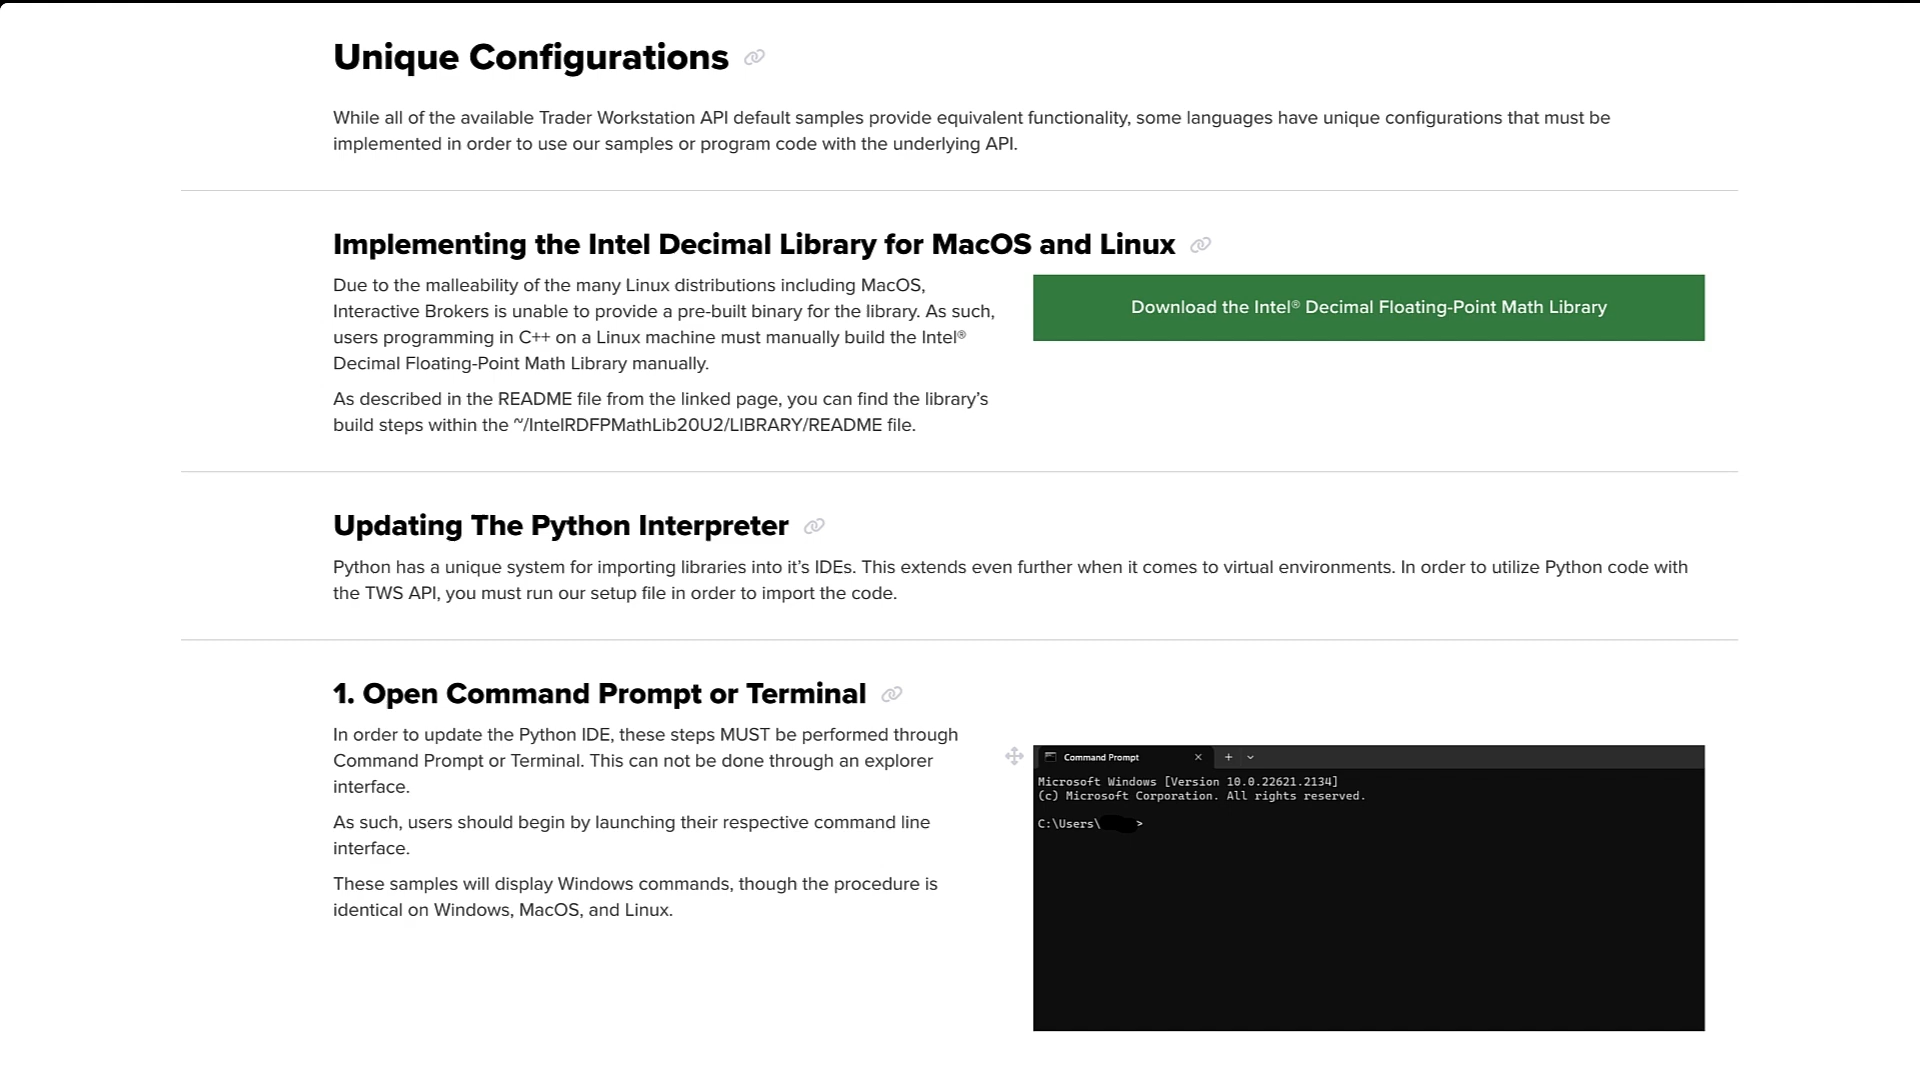 Unique Configurations
While all of the available Trader Workstation API default samples provide equivalent functionality, some languages have unique configurations that must be
implemented in order to use our samples or program code with the underlying API.
Implementing the Intel Decimal Library for MacOS and Linux
Due to the malleability of the many Linux distributions including MacOS,
Interactive Brokers is unable to provide a pre-built binary for the library. As such,
users programming in C++ on a Linux machine must manually build the Intel®
Decimal Floating-Point Math Library manually.
As described in the README file from the linked page, you can find the library’s
build steps within the ~/IntelRDFPMathLib20U2/LIBRARY/README file.
Download the Intel® Decimal Floating-Point Math Library
Updating The Python Interpreter
Python has a unique system for importing libraries into it’s IDEs. This extends even further when it comes to virtual environments. In order to utilize Python code with
the TWS API, you must run our setup file in order to import the code.
1. Open Command Prompt or Terminal
In order to update the Python IDE, these steps MUST be performed through
Command Prompt or Terminal. This can not be done through an explorer
interface.
As such, users should begin by launching their respective command line
interface.
These samples will display Windows commands, though the procedure is
identical on Windows, MacOS, and Linux.
Command Prompt
Microsoft Windows [Version 10.0.22621.2134]
(c) Microsoft Corporation. All rights reserved.
C:\Users\ >